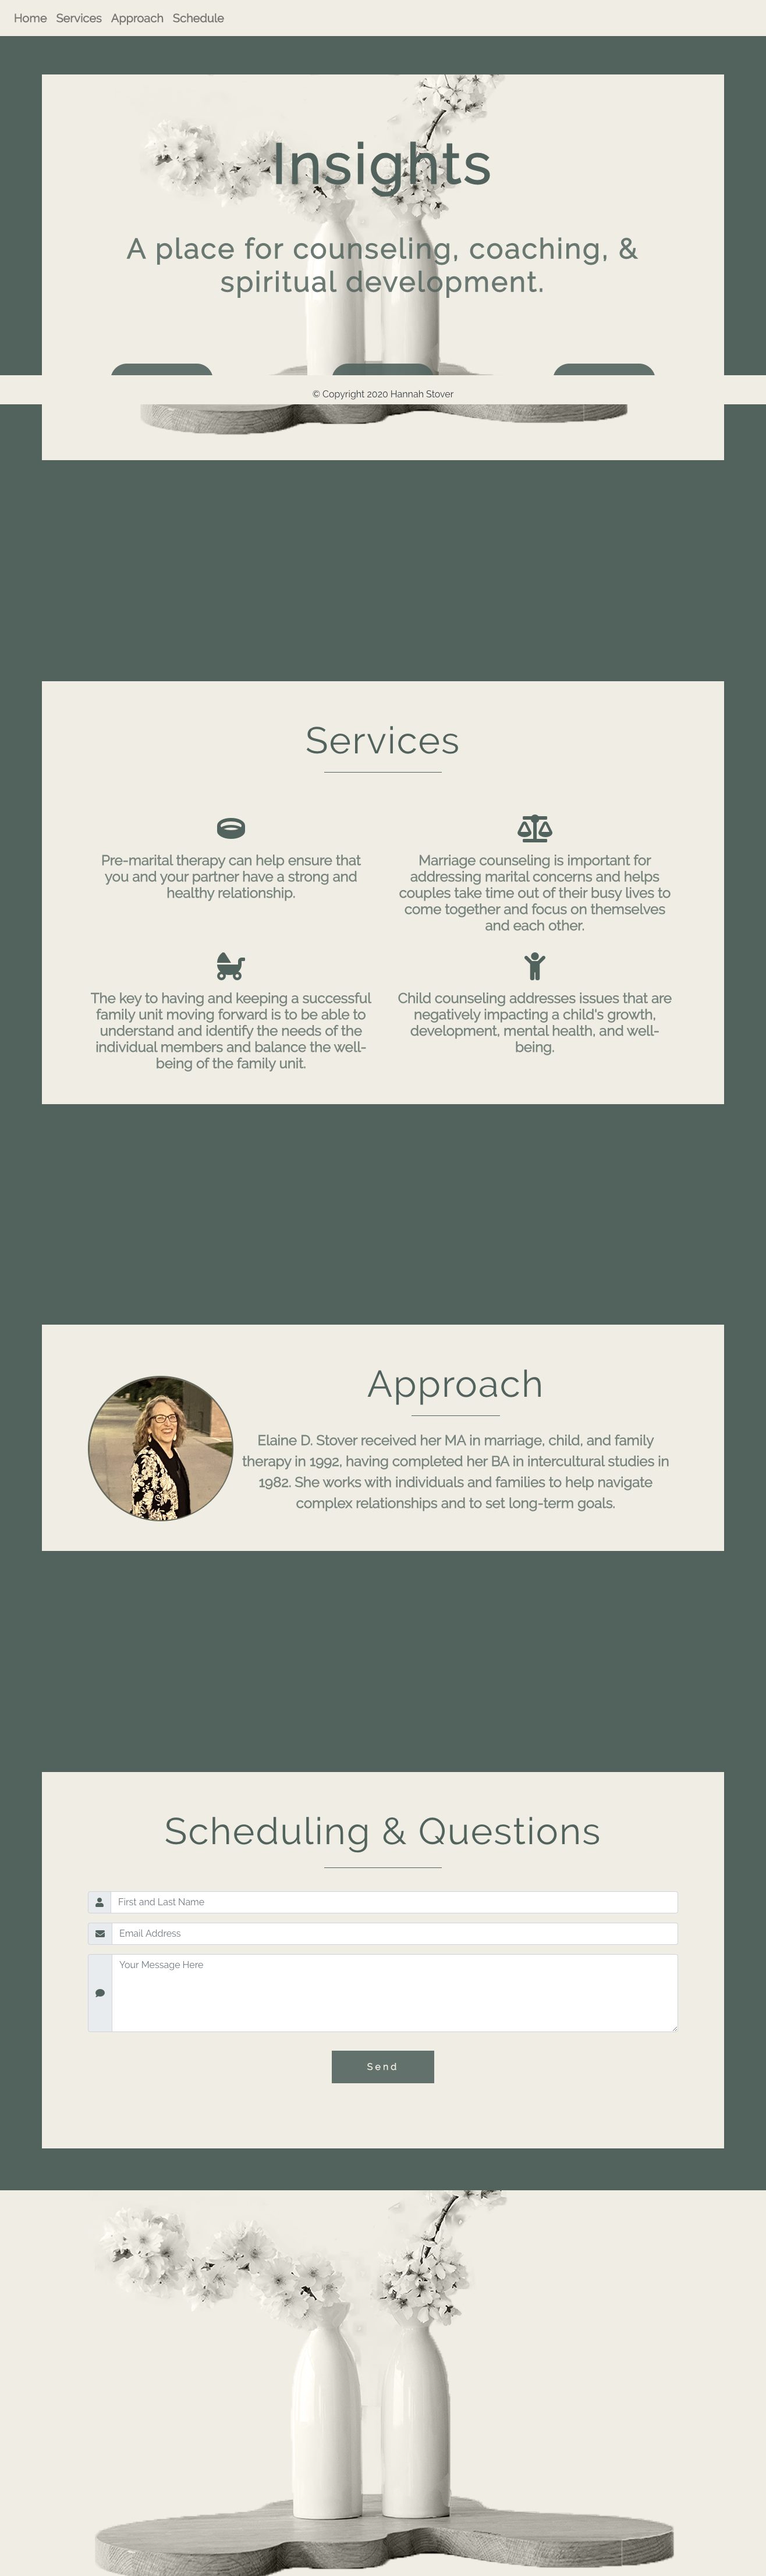 Home Services Approach Schedule
Insights
A place for counseling, coaching, &
spiritual development.
© Copyright 2020 Hannah Stover
Services
Pre-marital therapy can help ensure that
you and your partner have a strong and
healthy relationship.
Marriage counseling is important for
addressing marital concerns and helps
couples take time out of their busy lives to
come together and focus on themselves
and each other.
The key to having and keeping a successful
family unit moving forward is to be able to
understand and identify the needs of the
individual members and balance the well-
being of the family unit.
Child counseling addresses issues that are
negatively impacting a child's growth,
development, mental health, and well-
being.
Approach
Elaine D. Stover received her MA in marriage, child, and family
therapy in 1992, having completed her BA in intercultural studies in
1982. She works with individuals and families to help navigate
complex relationships and to set long-term goals.
Scheduling & Questions
First and Last Name
Email Address
Your Message Here
Send